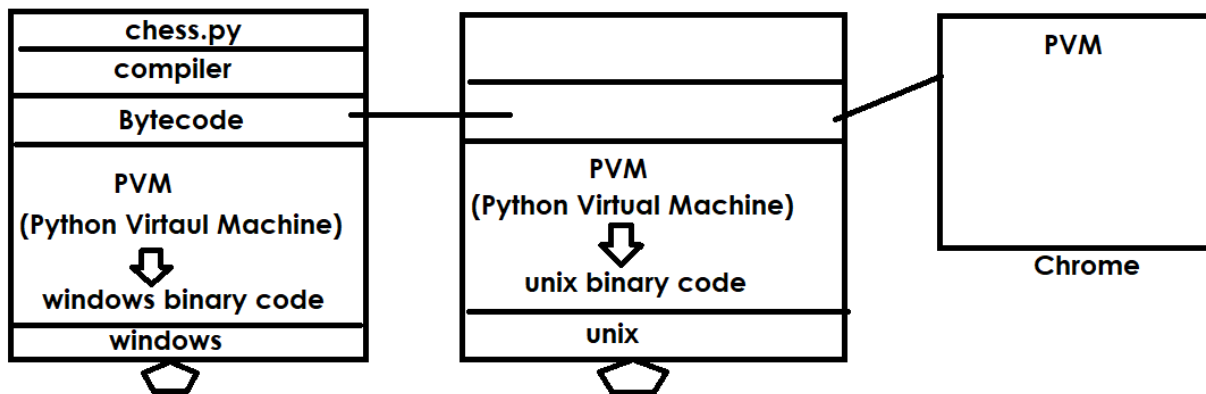 chess.py
compiler
Bytecode
PVM
(Python Virtaul Machine)
windows binary code
windows
PVM
(Python Virtual Machine)
unix binary code
unix
PVM
Chrome